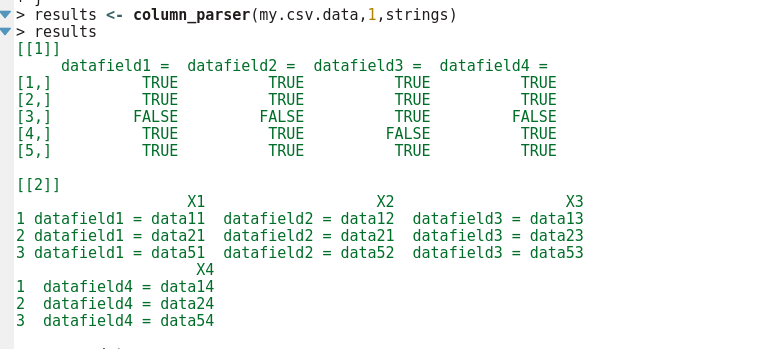 > results <- column_parser(my.csv.data,1,strings)
> results
[[1]]
     datafield1 =  datafield2 =  datafield3 =  datafield4 =
[1,]          TRUE          TRUE          TRUE          TRUE
[2,]          TRUE          TRUE          TRUE          TRUE
[3,]         FALSE         FALSE          TRUE         FALSE
[4,]          TRUE          TRUE         FALSE          TRUE
[5,]          TRUE          TRUE          TRUE          TRUE
[[2]]
                   X1                   X2                   X3
1 datafield1 = data11  datafield2 = data12  datafield3 = data13
2 datafield1 = data21  datafield2 = data21  datafield3 = data23
3 datafield1 = data51  datafield2 = data52  datafield3 = data53
                    X4
1  datafield4 = data14
2  datafield4 = data24
3  datafield4 = data54